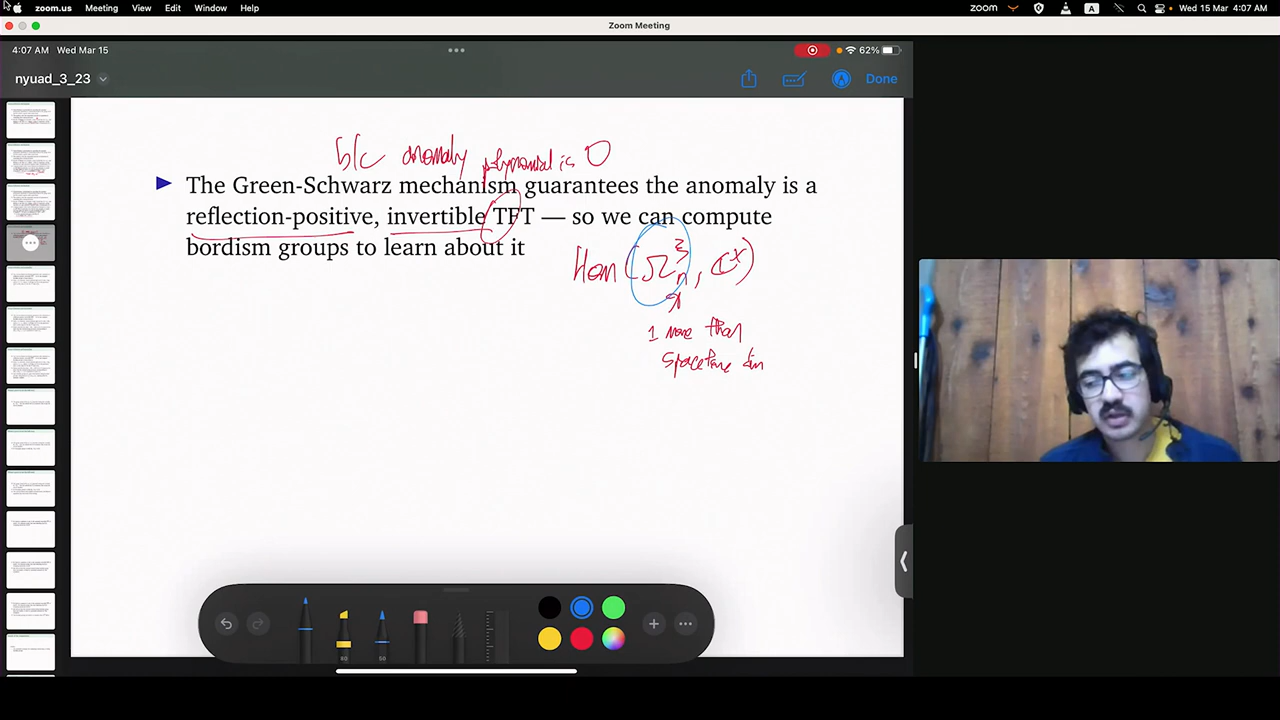 zoom.us Meeting View Edit Window Help zoom A Wed 15 Mar 4:07 AM
Zoom Meeting
4:07 AM Wed Mar 15 62%
nyuad_3_23 Done
b/c anomaly polynomial is 0
The Green-Schwarz mechanism guarantees the anomaly is a
reflection-positive, invertible TFT — so we can compute
bordism groups to learn about it
Hom (Ω
, ℂ×)
1 more than
spacetime dim
80 50